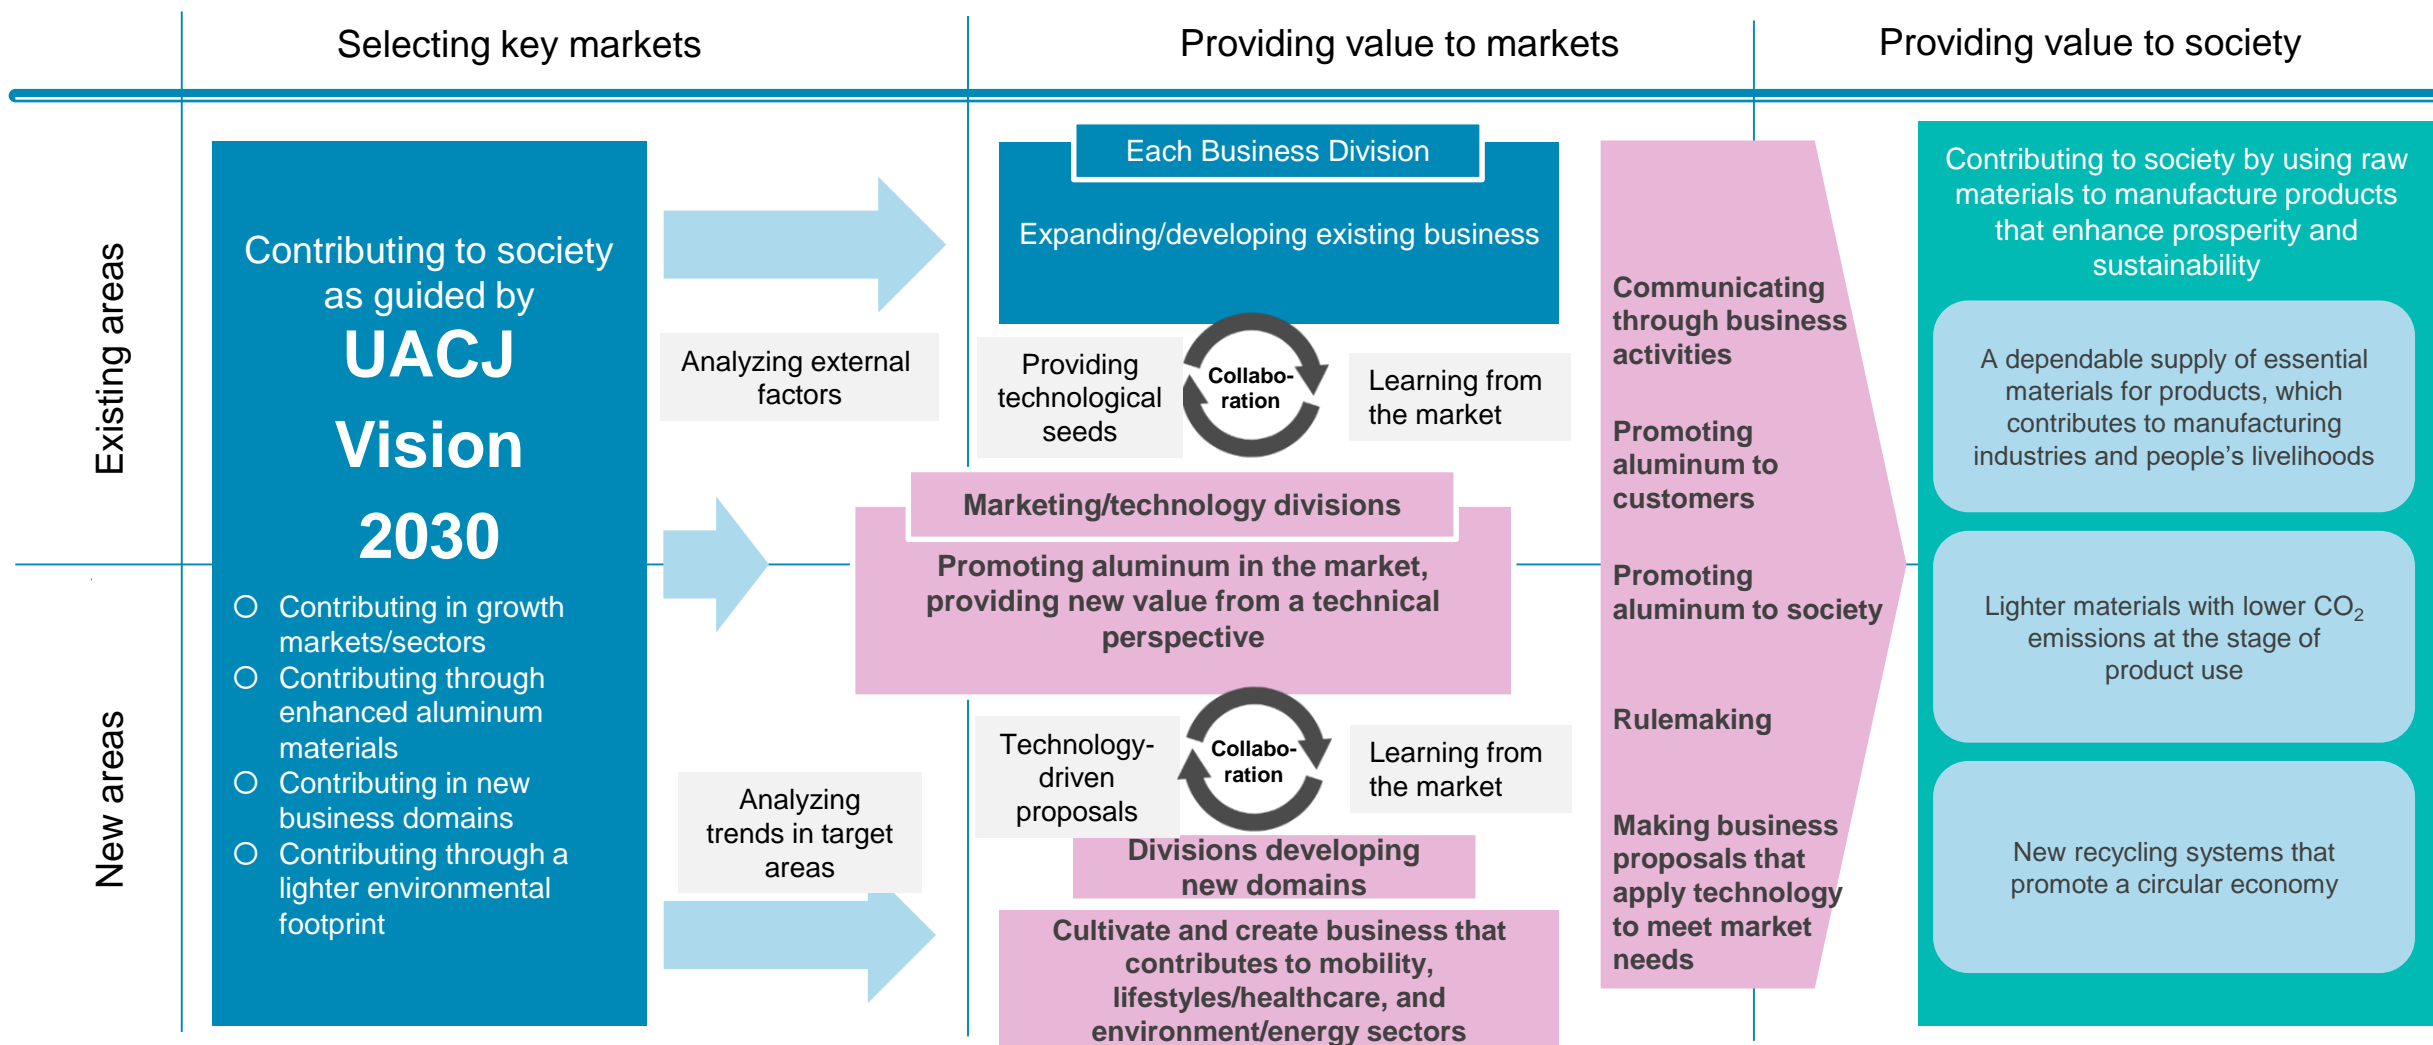 Selecting key markets
Providing value to markets
Providing value to society
Existing areas
New areas
Contributing to society
as guided by
UACJ
Vision
2030
Contributing in growth
markets/sectors
Contributing through
enhanced aluminum
materials
Contributing in new
business domains
Contributing through a
lighter environmental
footprint
Analyzing external
factors
Analyzing
trends in target
areas
Each Business Division
Expanding/developing existing business
Providing
technological
seeds
Collabo-
ration
Learning from
the market
Marketing/technology divisions
Promoting aluminum in the market,
providing new value from a technical
perspective
Technology-
driven
proposals
Collabo-
ration
Learning from
the market
Divisions developing
new domains
Cultivate and create business that
contributes to mobility,
lifestyles/healthcare, and
environment/energy sectors
Communicating
through business
activities
Promoting
aluminum to
customers
Promoting
aluminum to society
Rulemaking
Making business
proposals that
apply technology
to meet market
needs
Contributing to society by using raw
materials to manufacture products
that enhance prosperity and
sustainability
A dependable supply of essential
materials for products, which
contributes to manufacturing
industries and people’s livelihoods
Lighter materials with lower CO₂
emissions at the stage of
product use
New recycling systems that
promote a circular economy